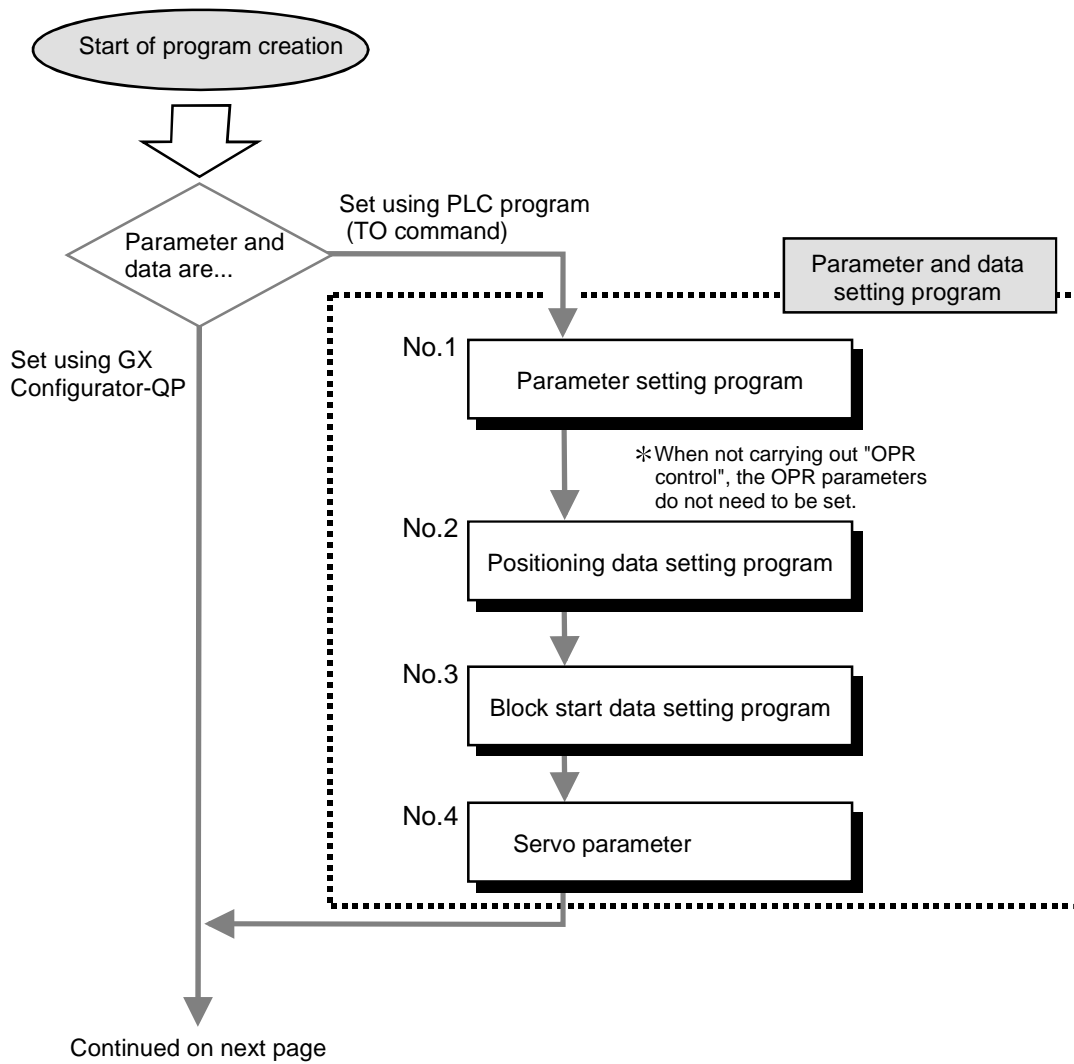 Start of program creation
Set using PLC program
(TO command)
Parameter and
data are...
Parameter and data
setting program
Set using GX
Configurator-QP
No.1
Parameter setting program
＊When not carrying out "OPR
control", the OPR parameters
do not need to be set.
No.2
Positioning data setting program
No.3
Block start data setting program
No.4
Servo parameter
Continued on next page